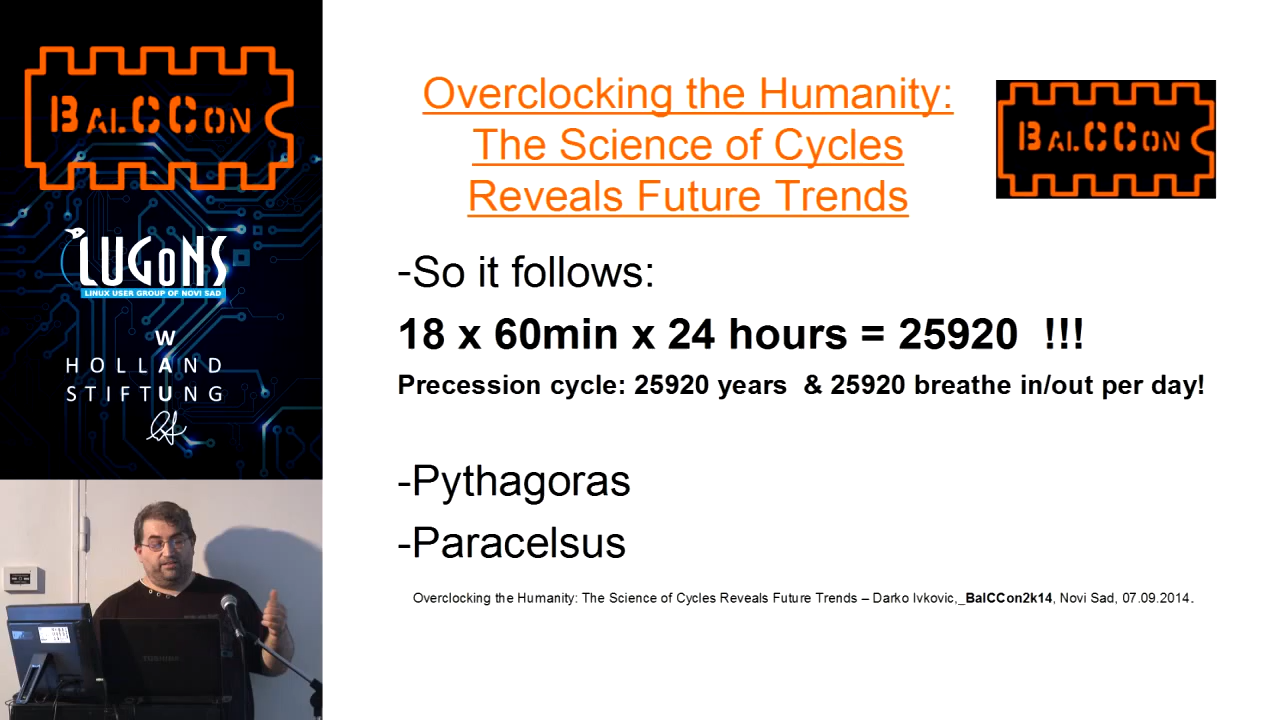 BALCCON
LUGONS
LINUX USER GROUP OF NOVI SAD
WAU
HOLLAND
STIFTUNG
Overclocking the Humanity:
The Science of Cycles
Reveals Future Trends
BALCCON
-So it follows:
18 x 60min x 24 hours = 25920 !!!
Precession cycle: 25920 years & 25920 breathe in/out per day!
-Pythagoras
-Paracelsus
Overclocking the Humanity: The Science of Cycles Reveals Future Trends – Darko Ivkovic,_BalCCon2k14, Novi Sad, 07.09.2014.
TOSHIBA